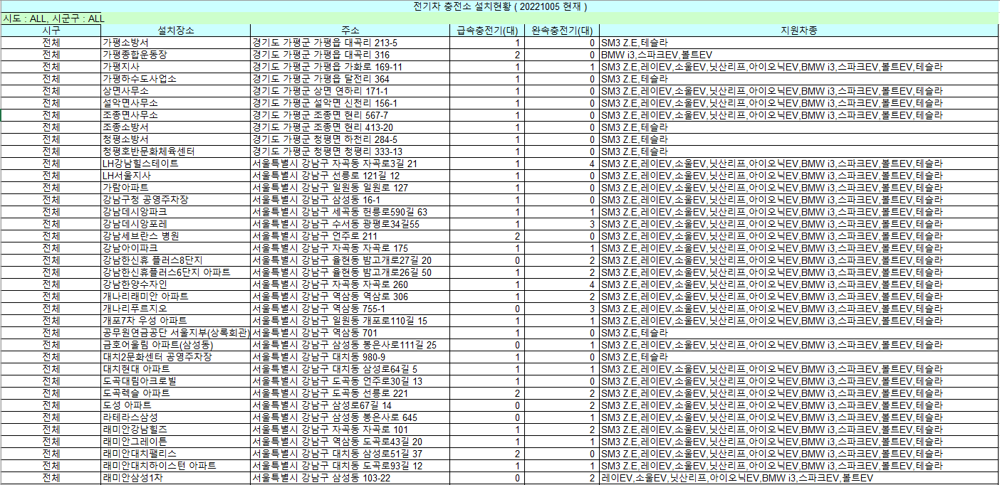 전기차 충전소 설치현황 ( 20221005 현재 )
시도 : ALL, 시군구 : ALL
시구 설치장소 주소 급속충전기(대) 완속충전기(대) 지원차종
전체 가평소방서 경기도 가평군 가평읍 대곡리 213-5 1 0 SM3 Z.E,테슬라
전체 가평종합운동장 경기도 가평군 가평읍 대곡리 316 2 0 BMW i3,스파크EV,볼트EV
전체 가평지사 경기도 가평군 가평읍 가화로 169-11 1 1 SM3 Z.E,레이EV,소울EV,닛산리프,아이오닉EV,BMW i3,스파크EV,볼트EV,테슬라
전체 가평하수도사업소 경기도 가평군 가평읍 달전리 364 1 0 SM3 Z.E,테슬라
전체 상면사무소 경기도 가평군 상면 연하리 171-1 1 0 SM3 Z.E,레이EV,소울EV,닛산리프,아이오닉EV,BMW i3,스파크EV,볼트EV,테슬라
전체 설악면사무소 경기도 가평군 설악면 신천리 156-1 1 0 SM3 Z.E,레이EV,소울EV,닛산리프,아이오닉EV,BMW i3,스파크EV,볼트EV,테슬라
전체 조종면사무소 경기도 가평군 조종면 현리 567-7 1 0 SM3 Z.E,레이EV,소울EV,닛산리프,아이오닉EV,BMW i3,스파크EV,볼트EV,테슬라
전체 조종소방서 경기도 가평군 조종면 현리 413-20 1 0 SM3 Z.E,테슬라
전체 청평소방서 경기도 가평군 청평면 하천리 284-5 1 0 SM3 Z.E,테슬라
전체 청평호반문화체육센터 경기도 가평군 청평면 청평리 333-13 1 0 SM3 Z.E,테슬라
전체 LH강남힐스테이트 서울특별시 강남구 자곡동 자곡로3길 21 1 4 SM3 Z.E,레이EV,소울EV,닛산리프,아이오닉EV,BMW i3,스파크EV,볼트EV,테슬라
전체 LH서울지사 서울특별시 강남구 선릉로 121길 12 1 0 SM3 Z.E,레이EV,소울EV,닛산리프,아이오닉EV,BMW i3,스파크EV,볼트EV,테슬라
전체 가람아파트 서울특별시 강남구 일원동 일원로 127 1 0 SM3 Z.E,레이EV,소울EV,닛산리프,아이오닉EV,BMW i3,스파크EV,볼트EV,테슬라
전체 강남구청 공영주차장 서울특별시 강남구 삼성동 16-1 1 0 SM3 Z.E,레이EV,소울EV,닛산리프,아이오닉EV,BMW i3,스파크EV,볼트EV,테슬라
전체 강남데시앙파크 서울특별시 강남구 세곡동 헌릉로590길 63 1 1 SM3 Z.E,레이EV,소울EV,닛산리프,아이오닉EV,BMW i3,스파크EV,볼트EV,테슬라
전체 강남데시앙포레 서울특별시 강남구 수서동 광평로34길55 1 3 SM3 Z.E,레이EV,소울EV,닛산리프,아이오닉EV,BMW i3,스파크EV,볼트EV,테슬라
전체 강남세브란스 병원 서울특별시 강남구 언주로 211 2 0 SM3 Z.E,레이EV,소울EV,닛산리프,아이오닉EV,BMW i3,스파크EV,볼트EV,테슬라
전체 강남아이파크 서울특별시 강남구 자곡동 자곡로 175 1 1 SM3 Z.E,레이EV,소울EV,닛산리프,아이오닉EV,BMW i3,스파크EV,볼트EV,테슬라
전체 강남한신휴 플러스8단지 서울특별시 강남구 율현동 밤고개로27길 20 0 2 SM3 Z.E,레이EV,소울EV,닛산리프,아이오닉EV,BMW i3,스파크EV,볼트EV,테슬라
전체 강남한신휴플러스6단지 아파트 서울특별시 강남구 율현동 밤고개로26길 50 1 2 SM3 Z.E,레이EV,소울EV,닛산리프,아이오닉EV,BMW i3,스파크EV,볼트EV,테슬라
전체 강남한양수자인 서울특별시 강남구 자곡동 자곡로 260 1 4 SM3 Z.E,레이EV,소울EV,닛산리프,아이오닉EV,BMW i3,스파크EV,볼트EV,테슬라
전체 개나리래미안 아파트 서울특별시 강남구 역삼동 역삼로 306 1 2 SM3 Z.E,레이EV,소울EV,닛산리프,아이오닉EV,BMW i3,스파크EV,볼트EV,테슬라
전체 개나리푸르지오 서울특별시 강남구 역삼동 755-1 0 3 SM3 Z.E,레이EV,소울EV,닛산리프,아이오닉EV,BMW i3,스파크EV,볼트EV,테슬라
전체 개포7차 우성 아파트 서울특별시 강남구 일원동 개포로110길 15 1 1 SM3 Z.E,레이EV,소울EV,닛산리프,아이오닉EV,BMW i3,스파크EV,볼트EV,테슬라
전체 공무원연금공단 서울지부(상록회관) 서울특별시 강남구 역삼동 701 1 0 SM3 Z.E,테슬라
전체 금호어울림 아파트(삼성동) 서울특별시 강남구 삼성동 봉은사로111길 25 0 1 SM3 Z.E,레이EV,소울EV,닛산리프,아이오닉EV,BMW i3,스파크EV,볼트EV,테슬라
전체 대치2문화센터 공영주차장 서울특별시 강남구 대치동 980-9 1 0 SM3 Z.E,테슬라
전체 대치현대 아파트 서울특별시 강남구 대치동 삼성로64길 5 1 1 SM3 Z.E,레이EV,소울EV,닛산리프,아이오닉EV,BMW i3,스파크EV,볼트EV,테슬라
전체 도곡대림아크로빌 서울특별시 강남구 도곡동 언주로30길 13 1 0 SM3 Z.E,레이EV,소울EV,닛산리프,아이오닉EV,BMW i3,스파크EV,볼트EV,테슬라
전체 도곡렉슬 아파트 서울특별시 강남구 도곡동 선릉로 221 2 2 SM3 Z.E,레이EV,소울EV,닛산리프,아이오닉EV,BMW i3,스파크EV,볼트EV,테슬라
전체 도성 아파트 서울특별시 강남구 삼성로67길 14 0 2 SM3 Z.E,레이EV,소울EV,닛산리프,아이오닉EV,BMW i3,스파크EV,볼트EV,테슬라
전체 라테라스삼성 서울특별시 강남구 삼성동 봉은사로 645 0 1 SM3 Z.E,레이EV,소울EV,닛산리프,아이오닉EV,BMW i3,스파크EV,볼트EV,테슬라
전체 래미안강남힐즈 서울특별시 강남구 자곡동 자곡로 101 1 2 SM3 Z.E,레이EV,소울EV,닛산리프,아이오닉EV,BMW i3,스파크EV,볼트EV,테슬라
전체 래미안그레이튼 서울특별시 강남구 역삼동 도곡로43길 20 1 1 SM3 Z.E,레이EV,소울EV,닛산리프,아이오닉EV,BMW i3,스파크EV,볼트EV,테슬라
전체 래미안대치팰리스 서울특별시 강남구 대치동 삼성로51길 37 2 0 SM3 Z.E,레이EV,소울EV,닛산리프,아이오닉EV,BMW i3,스파크EV,볼트EV,테슬라
전체 래미안대치하이스턴 아파트 서울특별시 강남구 대치동 도곡로93길 12 1 1 SM3 Z.E,레이EV,소울EV,닛산리프,아이오닉EV,BMW i3,스파크EV,볼트EV,테슬라
전체 래미안삼성1차 서울특별시 강남구 삼성동 103-22 0 2 레이EV,소울EV,닛산리프,아이오닉EV,BMW i3,스파크EV,볼트EV